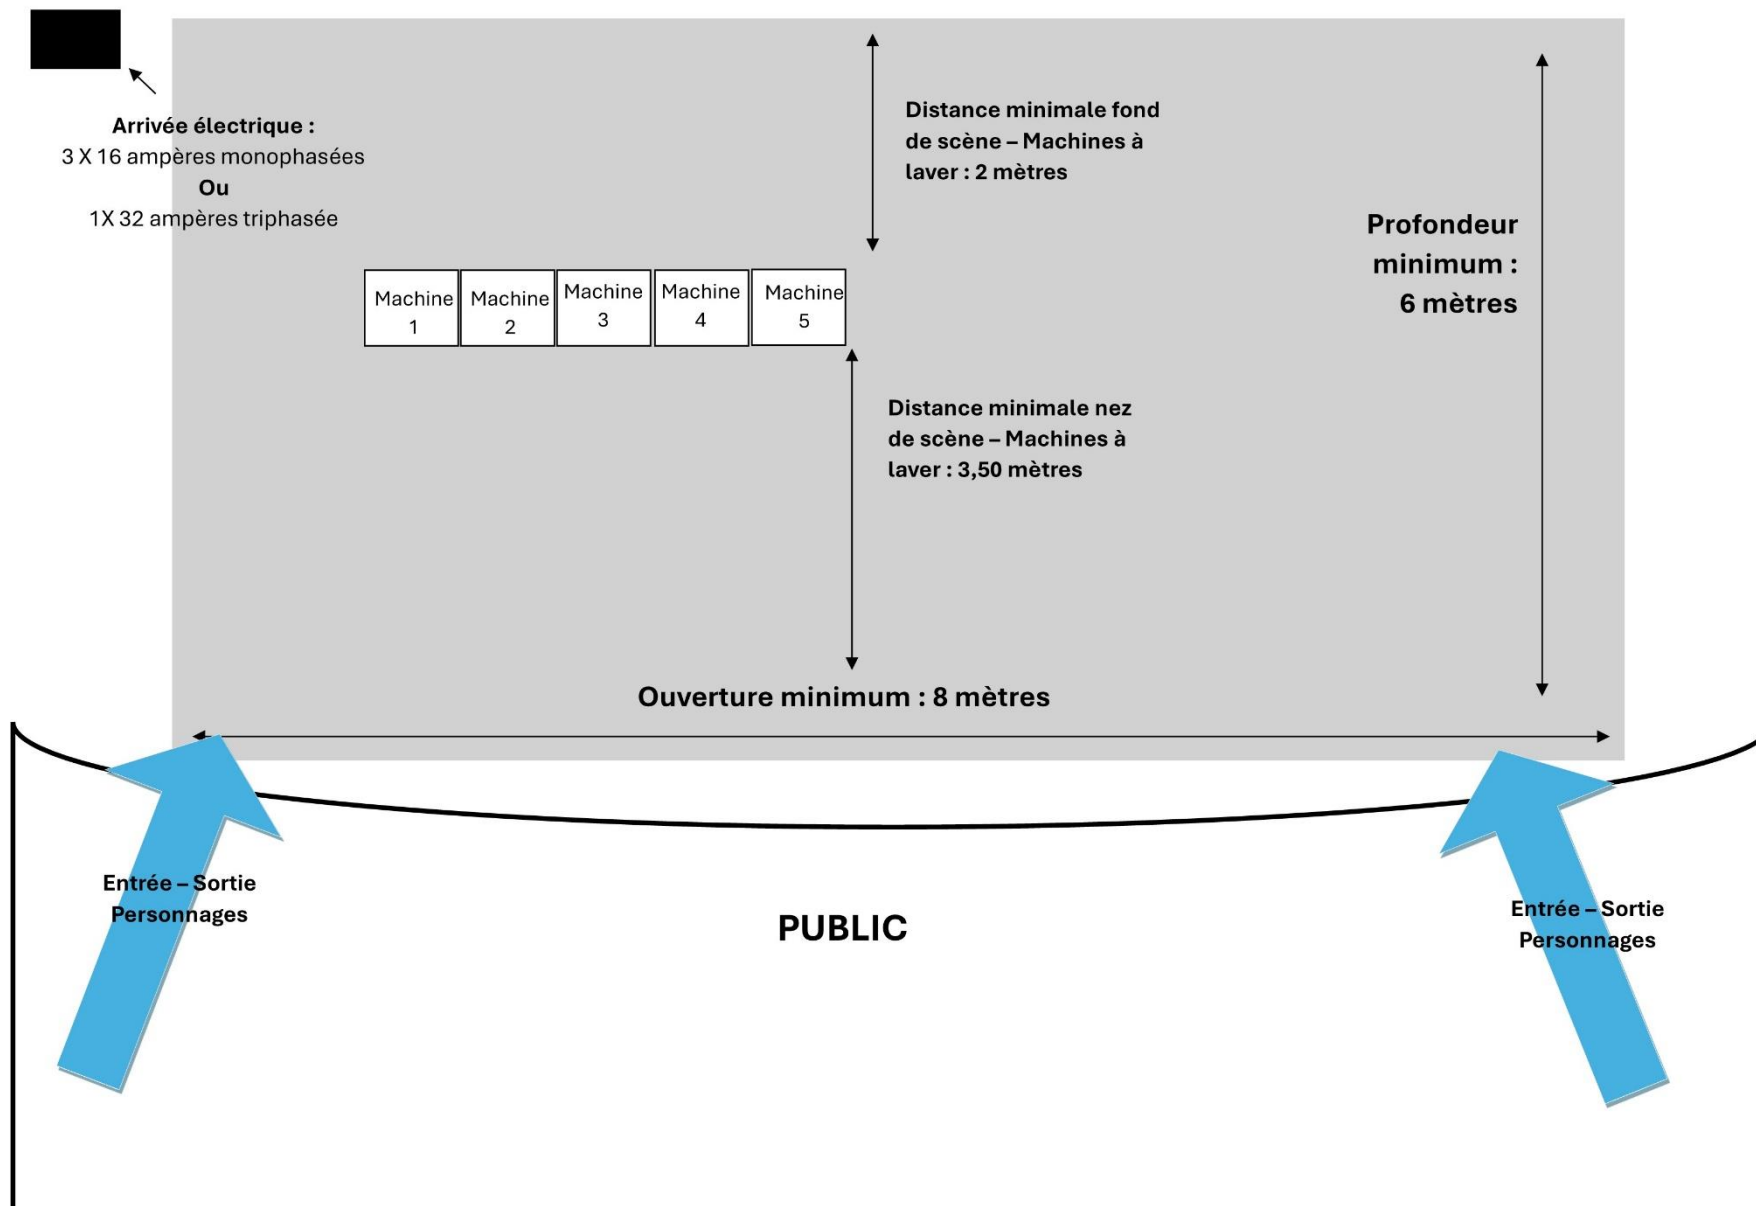 Arrivée électrique :
3 X 16 ampères monophasées
Ou
1X 32 ampères triphasée
Distance minimale fond
de scène – Machines à
laver : 2 mètres
Profondeur
minimum :
6 mètres
Machine
1
Machine
2
Machine
3
Machine
4
Machine
5
Distance minimale nez
de scène – Machines à
laver : 3,50 mètres
Ouverture minimum : 8 mètres
Entrée – Sortie
Personnages
PUBLIC
Entrée – Sortie
Personnages